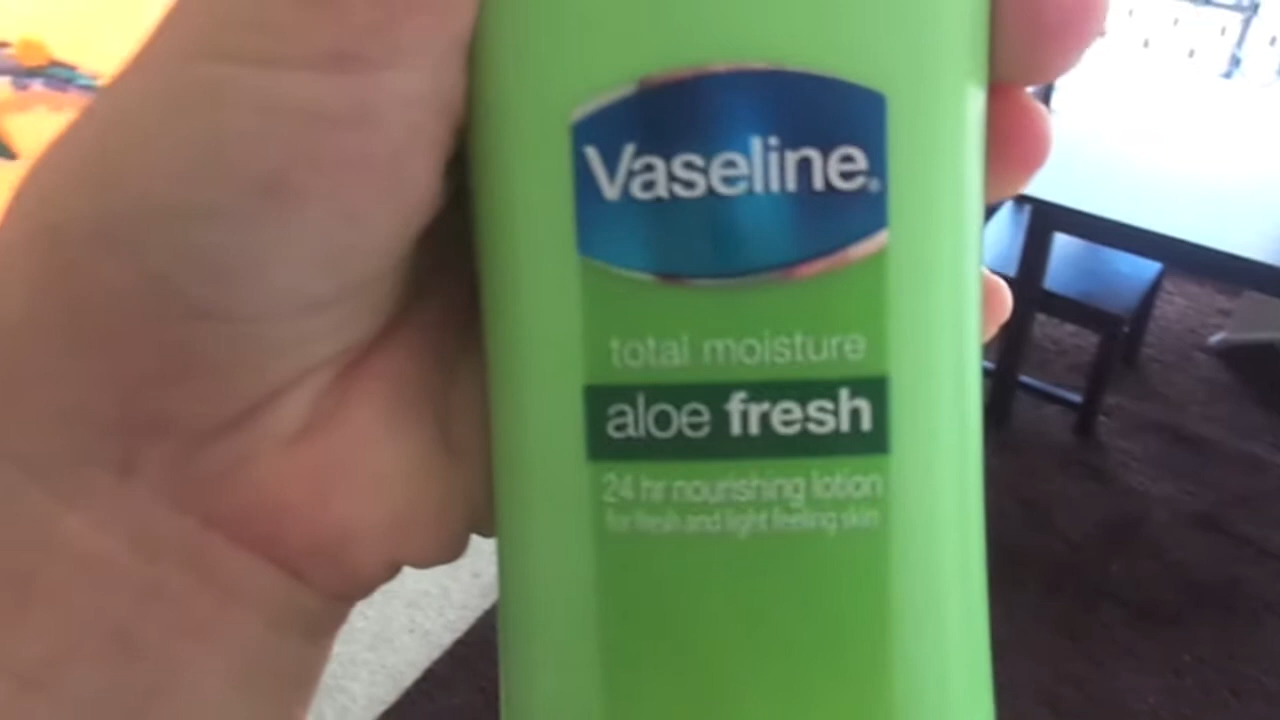 Vaseline.
total moisture
aloe fresh
24 hr nourishing lotion
for fresh and light feeling skin